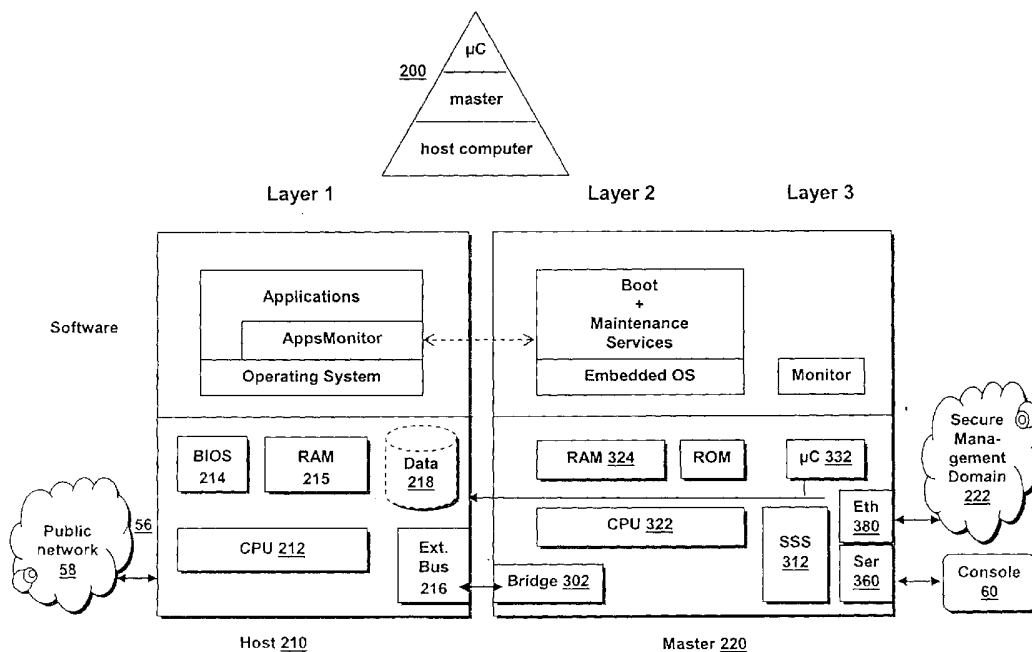 200
µC
master
host computer
Layer 1
Layer 2
Layer 3
Software
Applications
AppsMonitor
Operating System
Boot
+
Maintenance
Services
Embedded OS
Monitor
BIOS
214
RAM
215
Data
218
RAM 324
ROM
µC 332
Secure
Mana-
gement
Domain
222
Public
network
58
56
CPU 212
Ext.
Bus
216
Bridge 302
CPU 322
SSS
312
Eth
380
Ser
360
Console
60
Host 210
Master 220